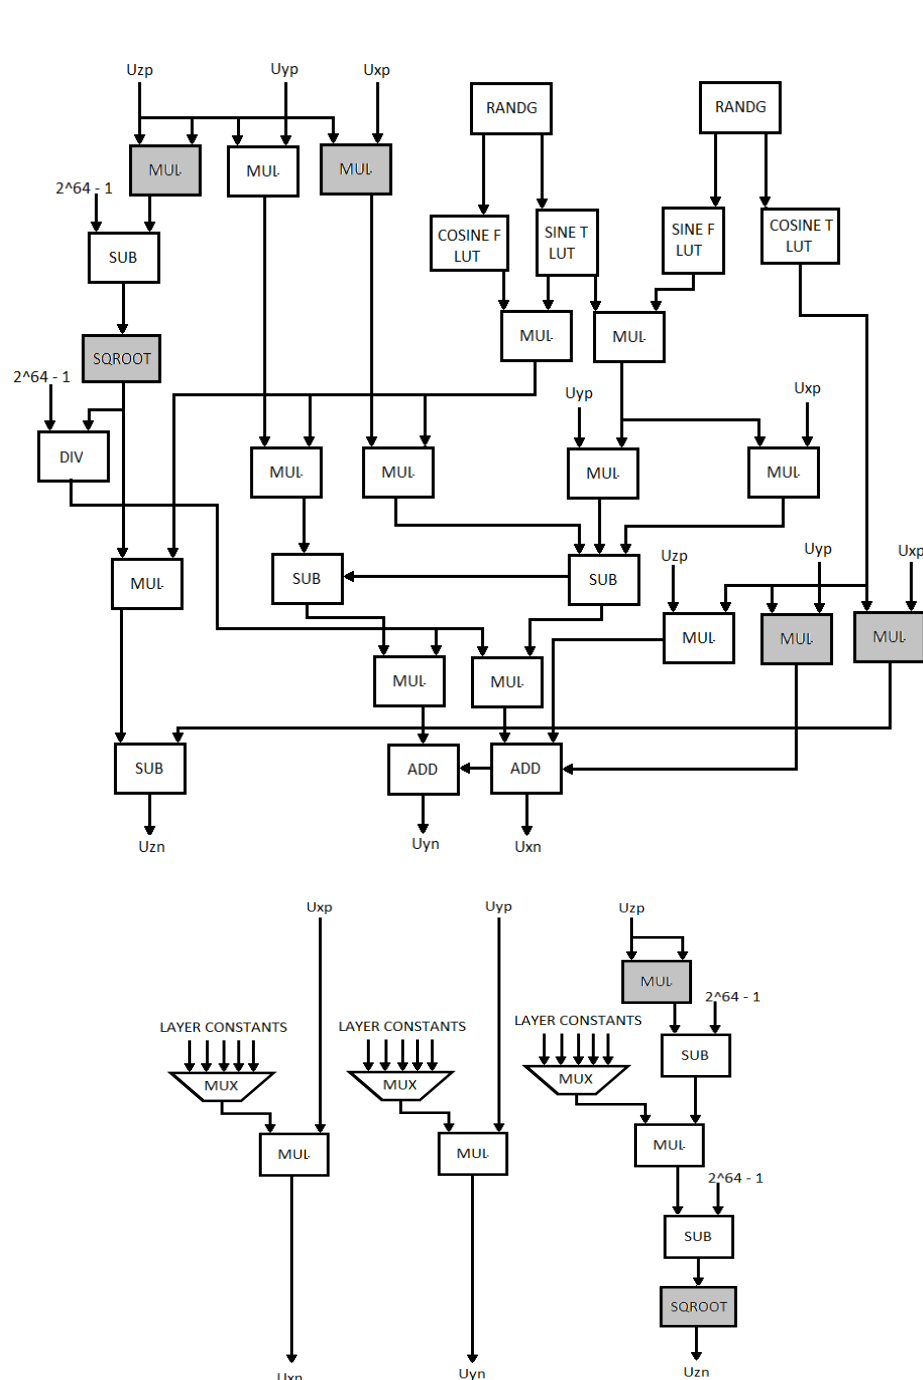 Uzp Uyp Uxp
RANDG RANDG
MUL MUL MUL
2^64 - 1
COSINE F LUT
SINE T LUT
SINE F LUT
COSINE T LUT
SUB
MUL MUL
SQROOT
2^64 - 1
Uyp Uxp
DIV MUL MUL MUL MUL
Uzp Uyp Uxp
MUL SUB SUB
MUL MUL MUL
MUL MUL
SUB ADD ADD
Uzn Uyn Uxn
Uxp Uyp Uzp
MUL
2^64 - 1
LAYER CONSTANTS LAYER CONSTANTS LAYER CONSTANTS
SUB
MUX MUX MUX
MUL MUL MUL
2^64 - 1
SUB
SQROOT
Uxn Uyn Uzn